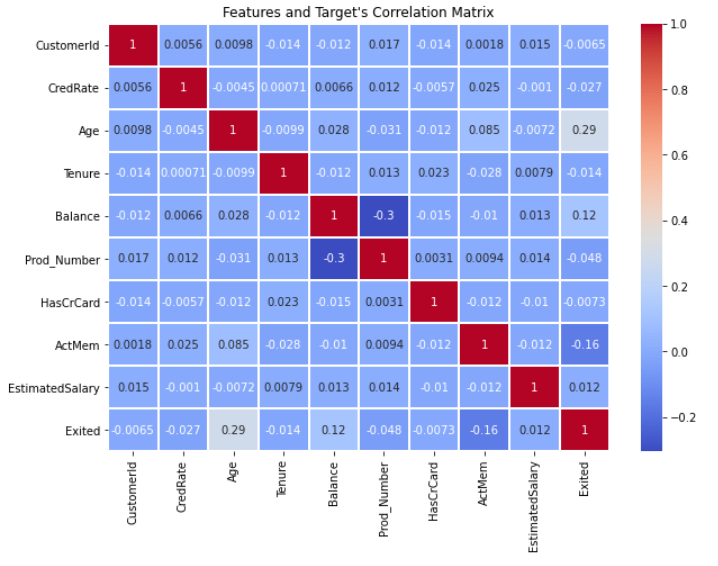 Features and Target's Correlation Matrix
CustomerId 1 0.0056 0.0098 -0.014 -0.012 0.017 -0.014 0.0018 0.015 -0.0065
CredRate 0.0056 1 -0.0045 -0.00071 0.0066 0.012 -0.0057 0.025 -0.001 -0.027
Age 0.0098 -0.0045 1 -0.0099 0.028 -0.031 -0.012 0.085 -0.0072 0.29
Tenure -0.014 -0.00071 -0.0099 1 -0.012 0.013 0.023 -0.028 0.0079 -0.014
Balance -0.012 0.0066 0.028 -0.012 1 -0.3 -0.015 -0.01 0.013 0.12
Prod_Number 0.017 0.012 -0.031 0.013 -0.3 1 0.0031 0.0094 0.014 -0.048
HasCrCard -0.014 -0.0057 -0.012 0.023 -0.015 0.0031 1 -0.012 -0.01 -0.0073
ActMem 0.0018 0.025 0.085 -0.028 -0.01 0.0094 -0.012 1 -0.012 -0.16
EstimatedSalary 0.015 -0.001 -0.0072 0.0079 0.013 0.014 -0.01 -0.012 1 0.012
Exited -0.0065 -0.027 0.29 -0.014 0.12 -0.048 -0.0073 -0.16 0.012 1
CustomerId
CredRate
Age
Tenure
Balance
Prod_Number
HasCrCard
ActMem
EstimatedSalary
Exited
1.0
0.8
0.6
0.4
0.2
0.0
−0.2